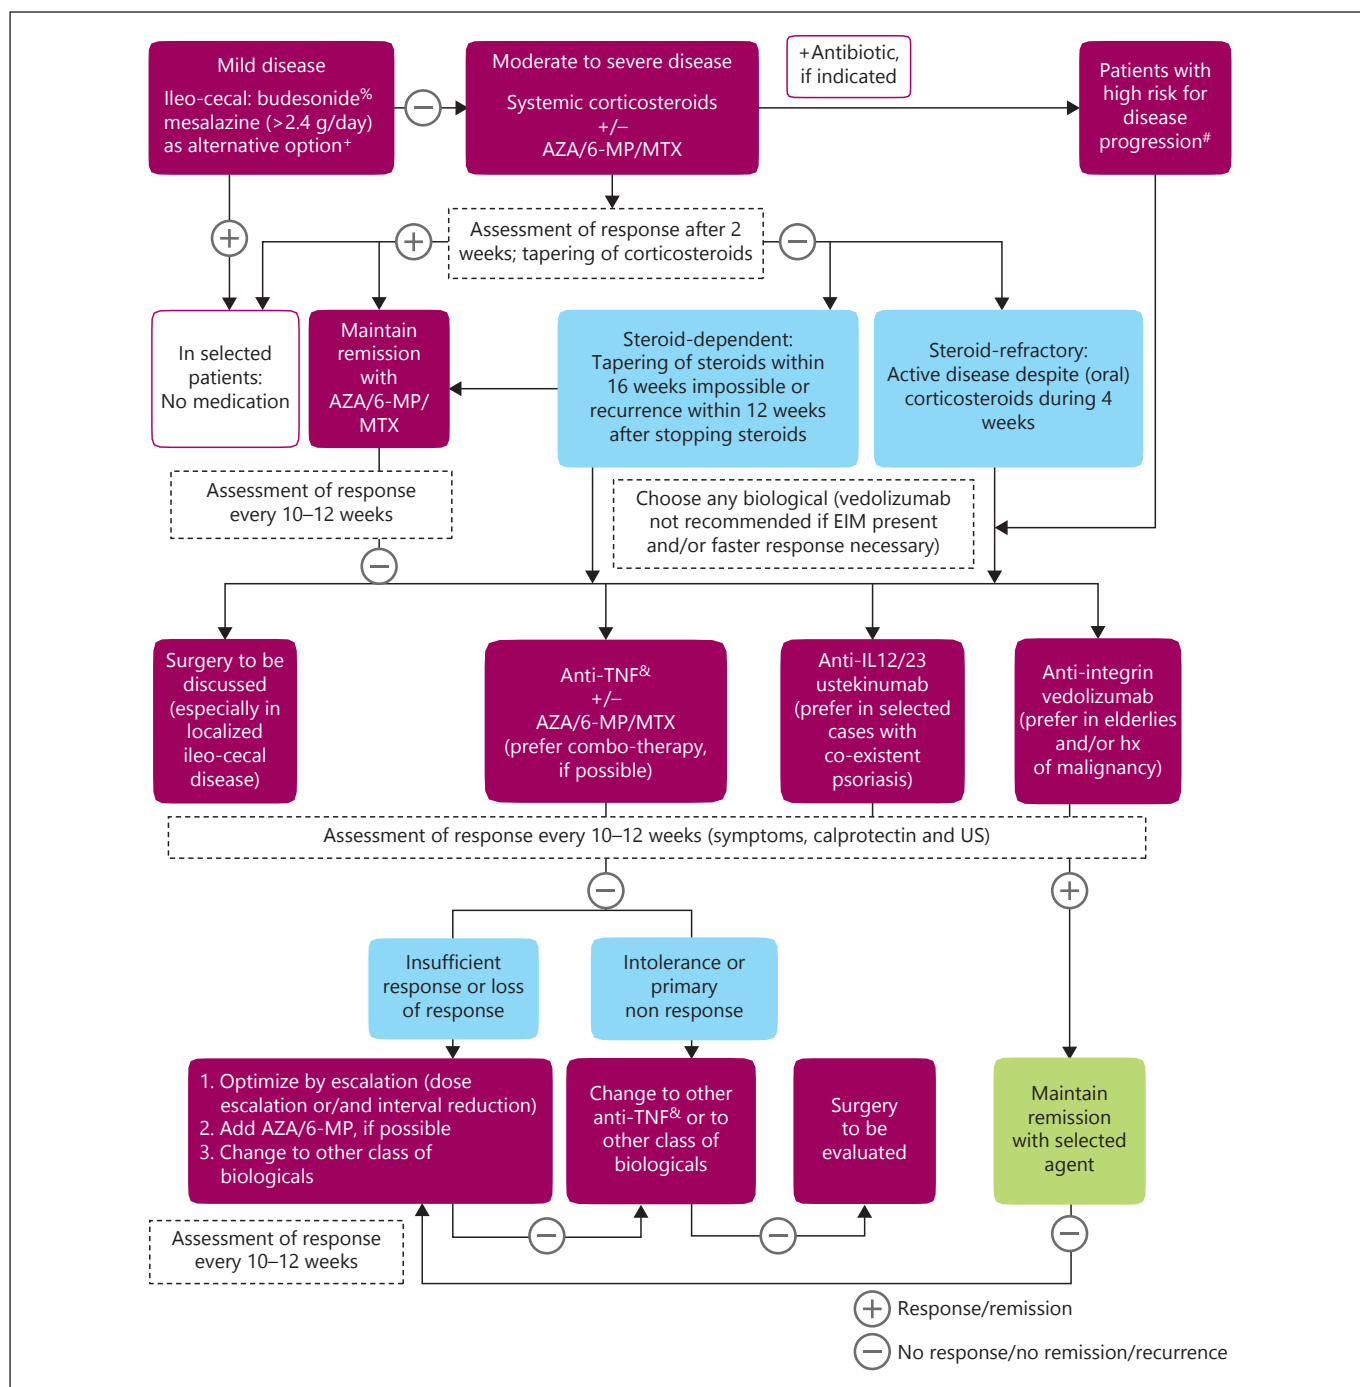 Mild disease
Ileo-cecal: budesonide%
mesalazine (>2.4 g/day)
as alternative option+
Moderate to severe disease
Systemic corticosteroids
+/–
AZA/6-MP/MTX
+Antibiotic,
if indicated
Patients with
high risk for
disease
progression#
Assessment of response after 2
weeks; tapering of corticosteroids
In selected
patients:
No medication
Maintain
remission
with
AZA/6-MP/
MTX
Steroid-dependent:
Tapering of steroids within
16 weeks impossible or
recurrence within 12 weeks
after stopping steroids
Steroid-refractory:
Active disease despite (oral)
corticosteroids during 4
weeks
Assessment of response
every 10–12 weeks
Choose any biological (vedolizumab
not recommended if EIM present
and/or faster response necessary)
Surgery to be
discussed
(especially in
localized
ileo-cecal
disease)
Anti-TNF&
+/–
AZA/6-MP/MTX
(prefer combo-therapy,
if possible)
Anti-IL12/23
ustekinumab
(prefer in selected
cases with
co-existent
psoriasis)
Anti-integrin
vedolizumab
(prefer in elderlies
and/or hx
of malignancy)
Assessment of response every 10–12 weeks (symptoms, calprotectin and US)
Insufficient
response or loss
of response
Intolerance or
primary
non response
1. Optimize by escalation (dose
escalation or/and interval reduction)
2. Add AZA/6-MP, if possible
3. Change to other class of
biologicals
Change to other
anti-TNF& or to
other class of
biologicals
Surgery
to be
evaluated
Maintain
remission
with selected
agent
Assessment of response
every 10–12 weeks
+ Response/remission
– No response/no remission/recurrence